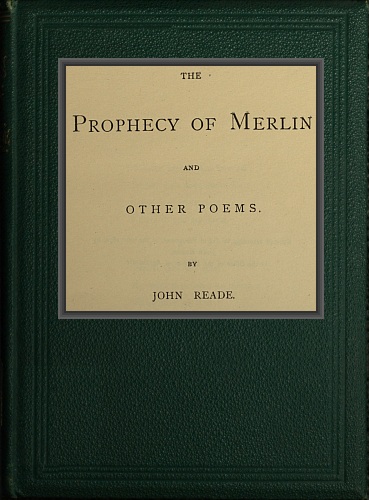 THE
PROPHECY OF MERLIN
AND
OTHER POEMS.
BY
JOHN READE.